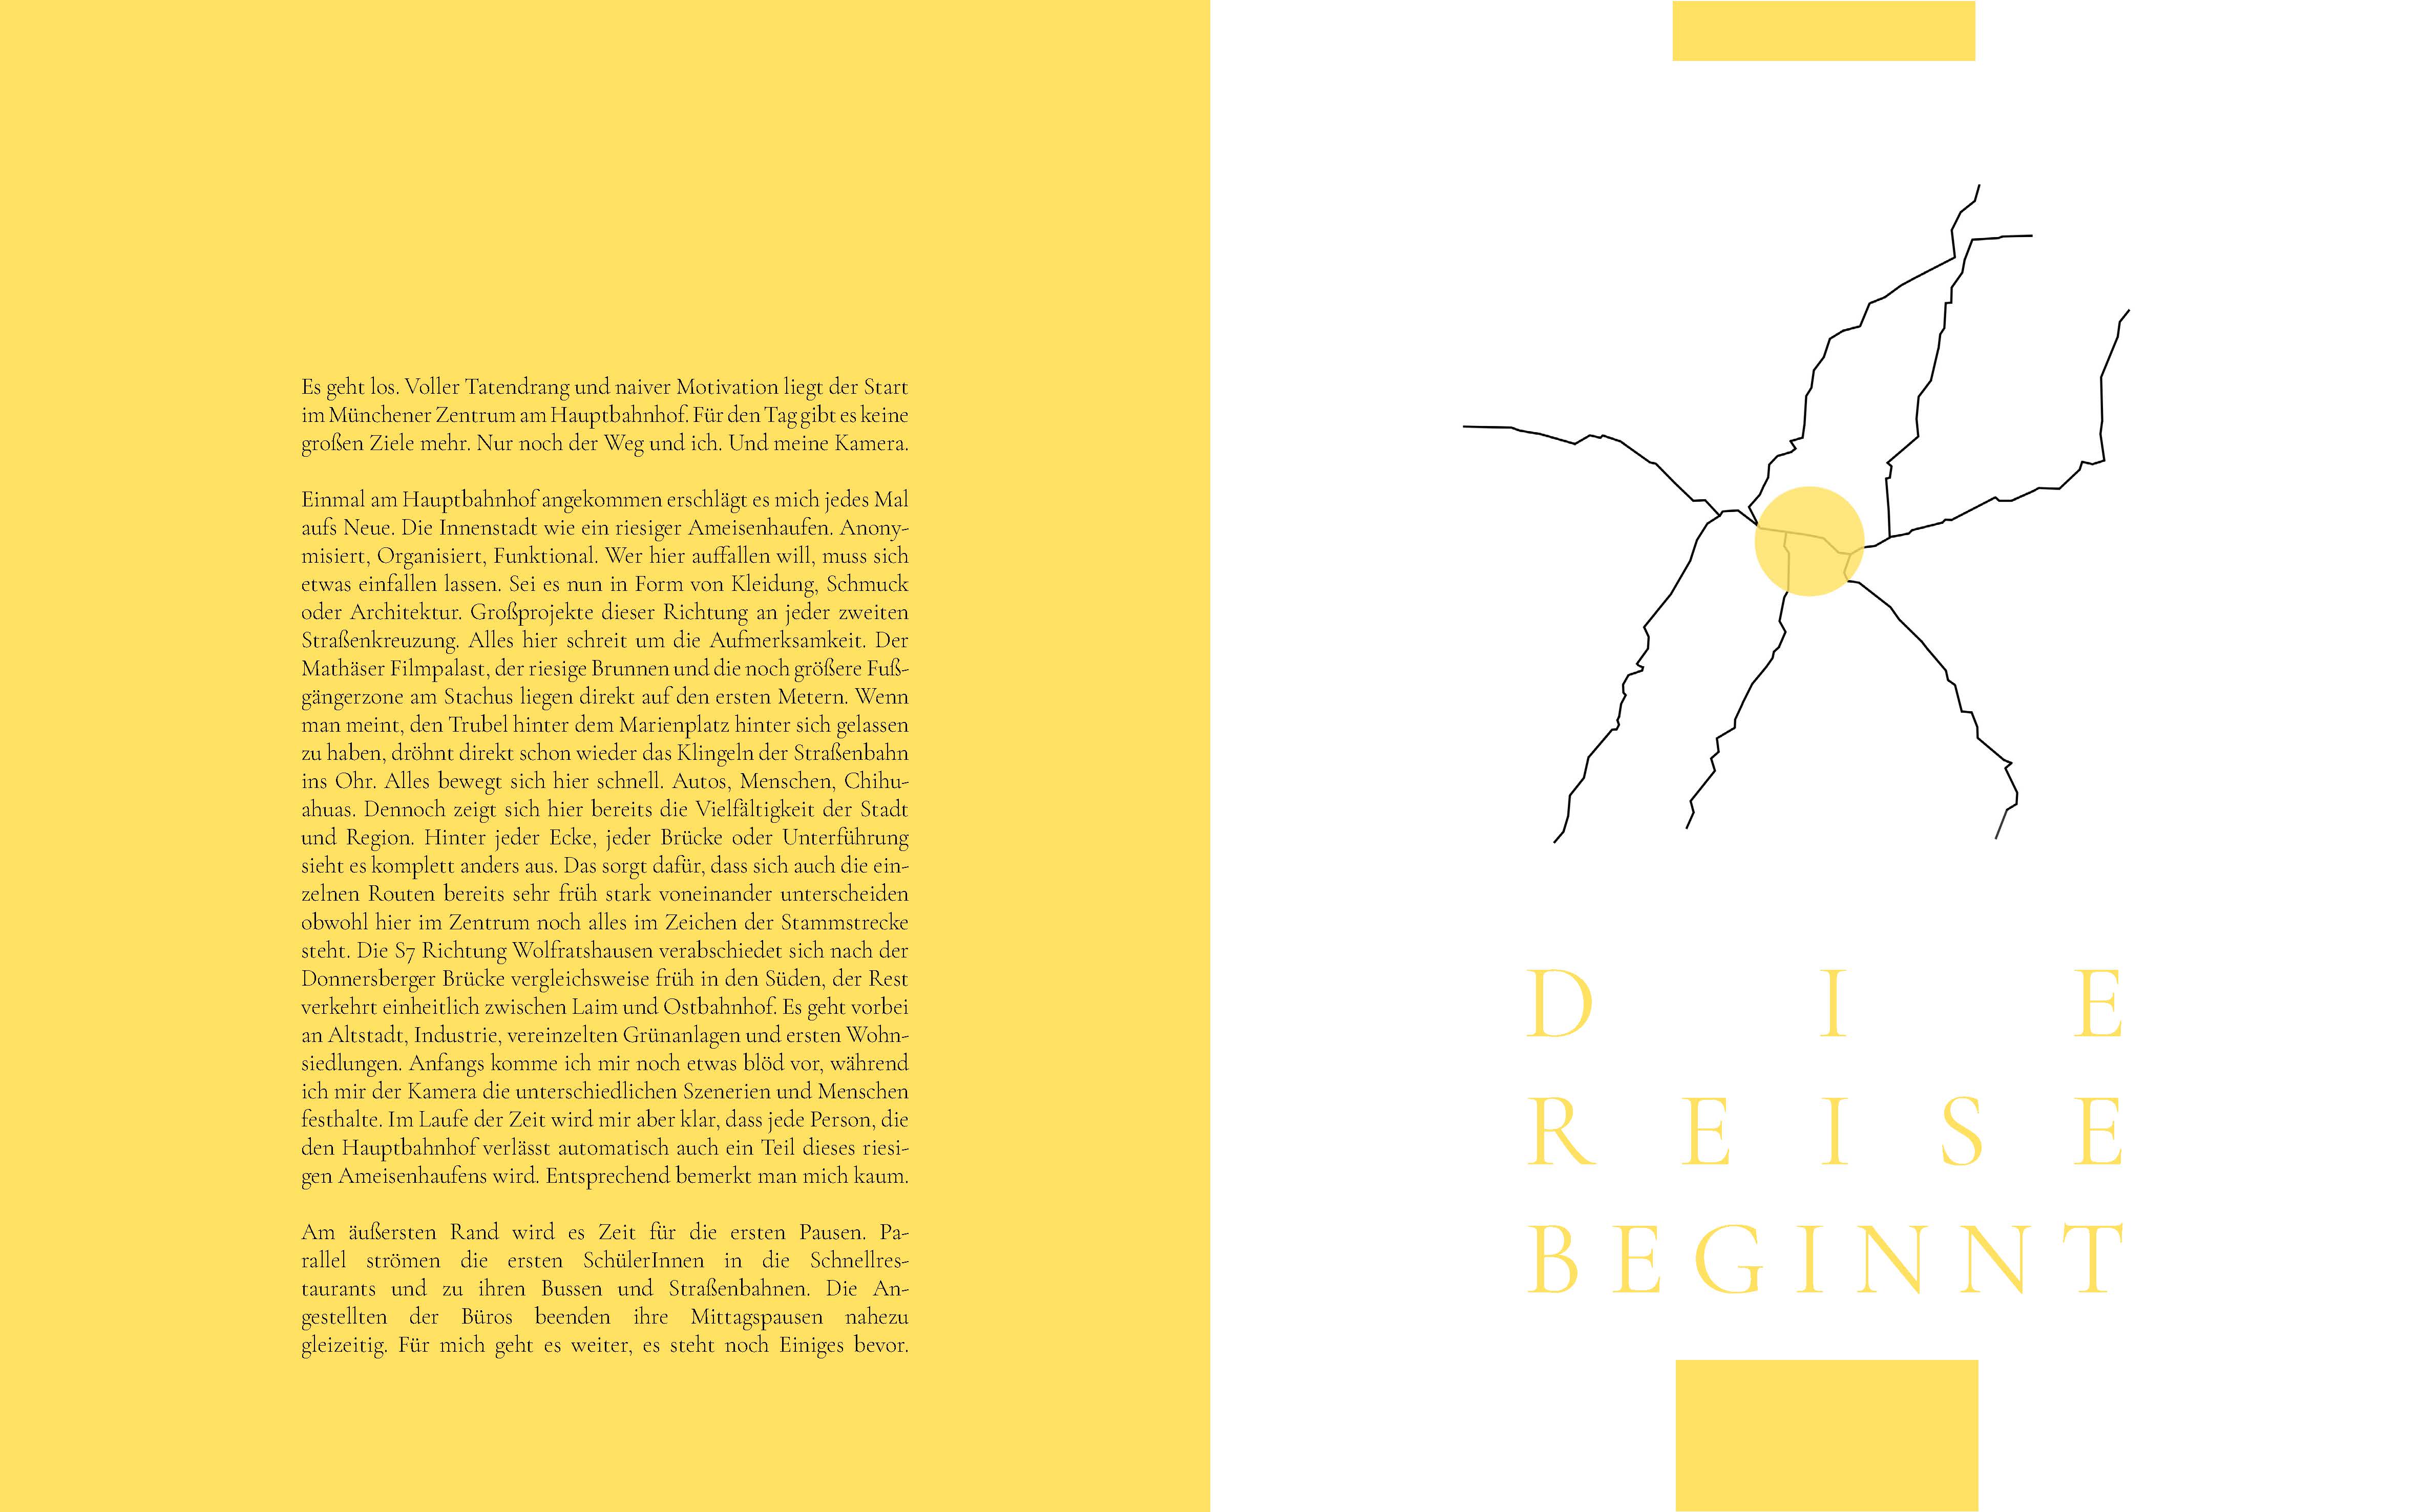 Es geht los. Voller Tatendrang und naiver Motivation liegt der Start
im Münchener Zentrum am Hauptbahnhof. Für den Tag gibt es keine
großen Ziele mehr. Nur noch der Weg und ich. Und meine Kamera.
Einmal am Hauptbahnhof angekommen erschlägt es mich jedes Mal
aufs Neue. Die Innenstadt wie ein riesiger Ameisenhaufen. Anony-
misiert, Organisiert, Funktional. Wer hier auffallen will, muss sich
etwas einfallen lassen. Sei es nun in Form von Kleidung, Schmuck
oder Architektur. Großprojekte dieser Richtung an jeder zweiten
Straßenkreuzung. Alles hier schreit um die Aufmerksamkeit. Der
Mathäser Filmpalast, der riesige Brunnen und die noch größere Fuß-
gängerzone am Stachus liegen direkt auf den ersten Metern. Wenn
man meint, den Trubel hinter dem Marienplatz hinter sich gelassen
zu haben, dröhnt direkt schon wieder das Klingeln der Straßenbahn
ins Ohr. Alles bewegt sich hier schnell. Autos, Menschen, Chihu-
ahuas. Dennoch zeigt sich hier bereits die Vielfältigkeit der Stadt
und Region. Hinter jeder Ecke, jeder Brücke oder Unterführung
sieht es komplett anders aus. Das sorgt dafür, dass sich auch die ein-
zelnen Routen bereits sehr früh stark voneinander unterscheiden
obwohl hier im Zentrum noch alles im Zeichen der Stammstrecke
steht. Die S7 Richtung Wolfratshausen verabschiedet sich nach der
Donnersberger Brücke vergleichsweise früh in den Süden, der Rest
verkehrt einheitlich zwischen Laim und Ostbahnhof. Es geht vorbei
an Altstadt, Industrie, vereinzelten Grünanlagen und ersten Wohn-
siedlungen. Anfangs komme ich mir noch etwas blöd vor, während
ich mir der Kamera die unterschiedlichen Szenerien und Menschen
festhalte. Im Laufe der Zeit wird mir aber klar, dass jede Person, die
den Hauptbahnhof verlässt automatisch auch ein Teil dieses riesi-
gen Ameisenhaufens wird. Entsprechend bemerkt man mich kaum.
Am äußersten Rand wird es Zeit für die ersten Pausen. Pa-
rallel strömen die ersten SchülerInnen in die Schnellres-
taurants und zu ihren Bussen und Straßenbahnen. Die An-
gestellten der Büros beenden ihre Mittagspausen nahezu
gleizeitig. Für mich geht es weiter, es steht noch Einiges bevor.
DIE
REISE
BEGINNT